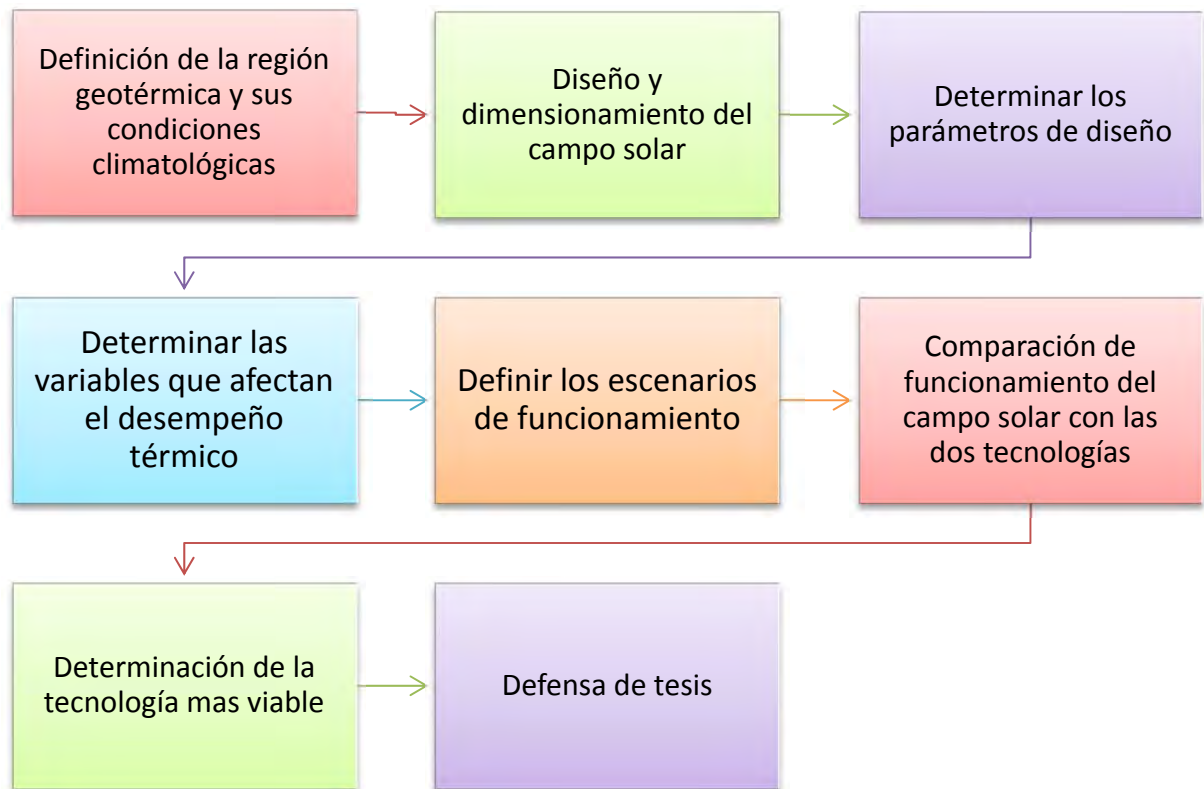 Definición de la región
geotérmica y sus
condiciones
climatológicas
Diseño y
dimensionamiento del
campo solar
Determinar los
parámetros de diseño
Determinar las
variables que afectan
el desempeño
térmico
Definir los escenarios
de funcionamiento
Comparación de
funcionamiento del
campo solar con las
dos tecnologías
Determinación de la
tecnología mas viable
Defensa de tesis